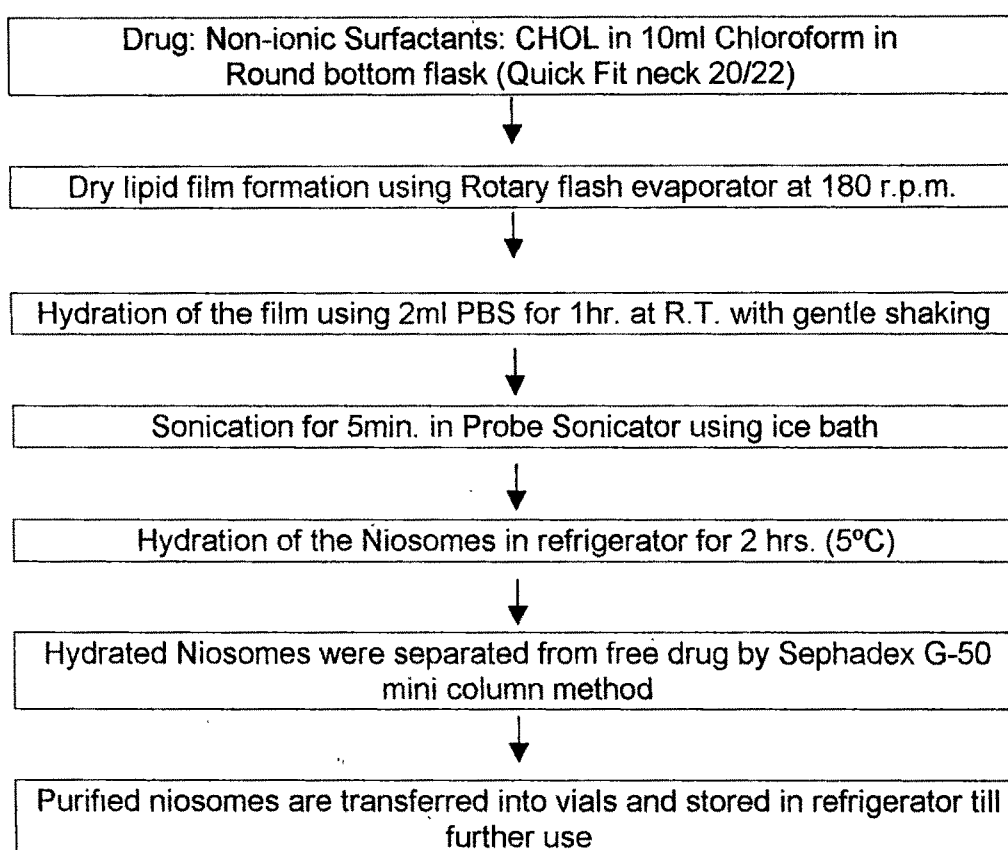 Drug: Non-ionic Surfactants: CHOL in 10ml Chloroform in
Round bottom flask (Quick Fit neck 20/22)
Dry lipid film formation using Rotary flash evaporator at 180 r.p.m.
Hydration of the film using 2ml PBS for 1hr. at R.T. with gentle shaking
Sonication for 5min. in Probe Sonicator using ice bath
Hydration of the Niosomes in refrigerator for 2 hrs. (5ºC)
Hydrated Niosomes were separated from free drug by Sephadex G-50
mini column method
Purified niosomes are transferred into vials and stored in refrigerator till
further use